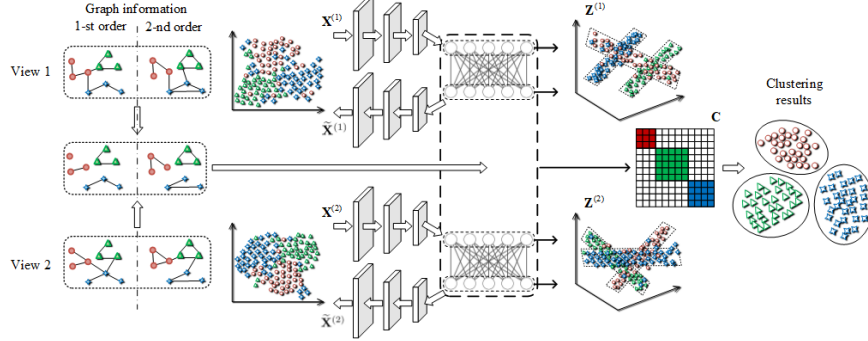 Graph information
1-st order
2-nd order
View 1
View 2
X(1)
X̃(1)
X(2)
X̃(2)
Z(1)
Z(2)
C
Clustering
results